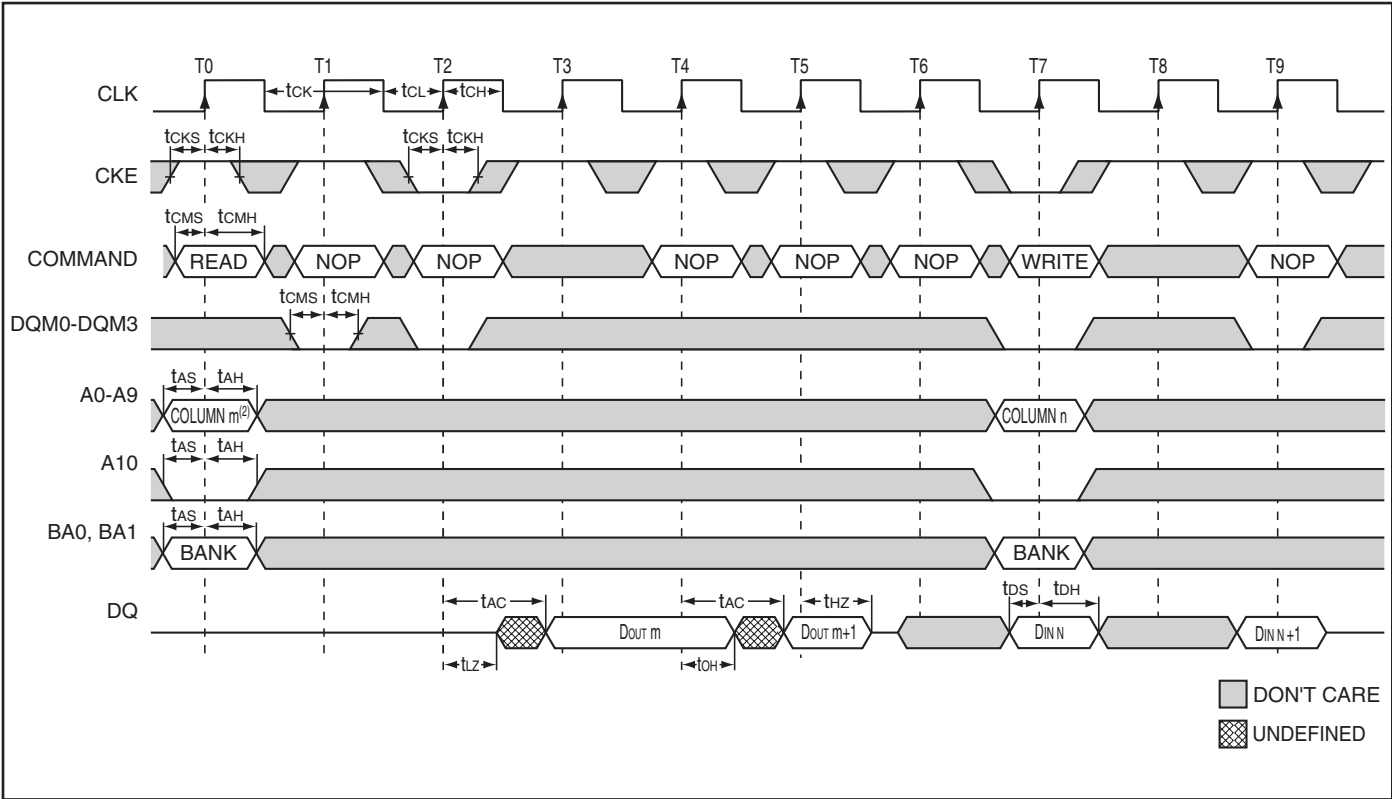 T0 T1 T2 T3 T4 T5 T6 T7 T8 T9
CLK tCK tCL tCH
tCKS tCKH tCKS tCKH
CKE
tCMS tCMH
COMMAND READ NOP NOP NOP NOP NOP WRITE NOP
tCMS tCMH
DQM0-DQM3
tAS tAH
A0-A9 COLUMN m(2) COLUMN n
tAS tAH
A10
tAS tAH
BA0, BA1 BANK BANK
DQ tAC tAC tHZ tDS tDH
DOUT m DOUT m+1 DIN N DIN N+1
tLZ tOH
DON'T CARE
UNDEFINED